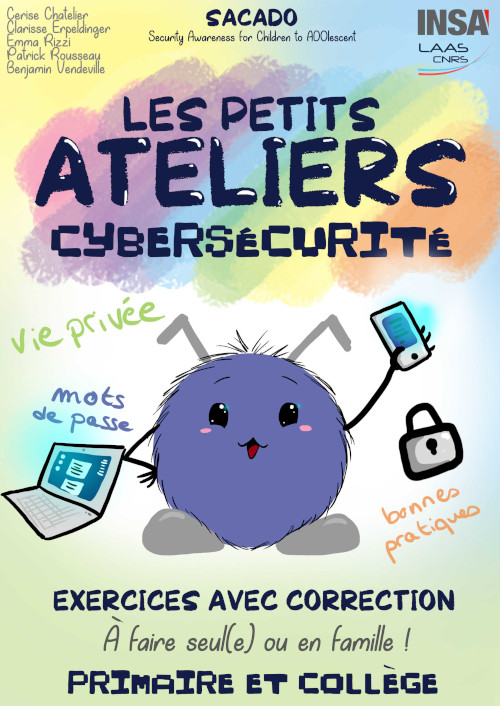 Cerise Chatelier
Clarisse Erpeldinger
Emma Rizzi
Patrick Rousseau
Benjamin Vendeville
SACADO
Security Awareness for Children to ADOlescent
INSA
LAAS
CNRS
LES PETITS
ATELIERS
CYBERSÉCURITÉ
vie privée
mots
de passe
bonnes
pratiques
EXERCICES AVEC CORRECTION
À faire seul(e) ou en famille !
PRIMAIRE ET COLLÈGE